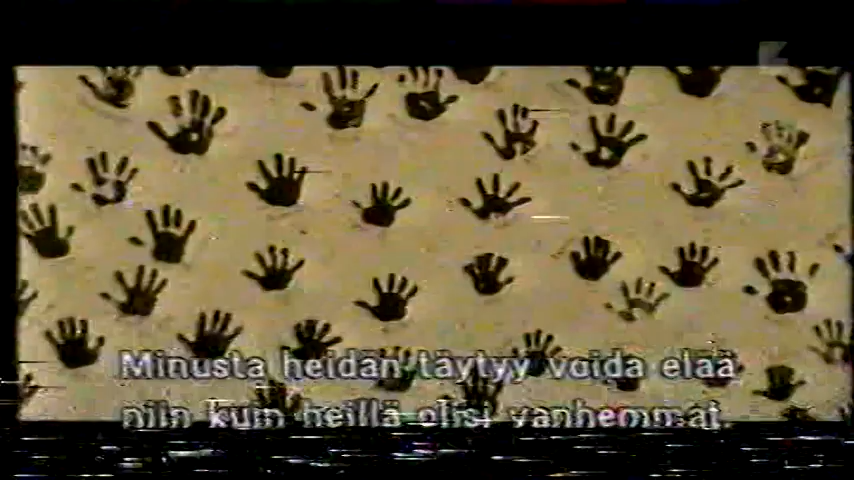 Minusta heidän täytyy voida elää
niin kuin heillä olisi vanhemmat.